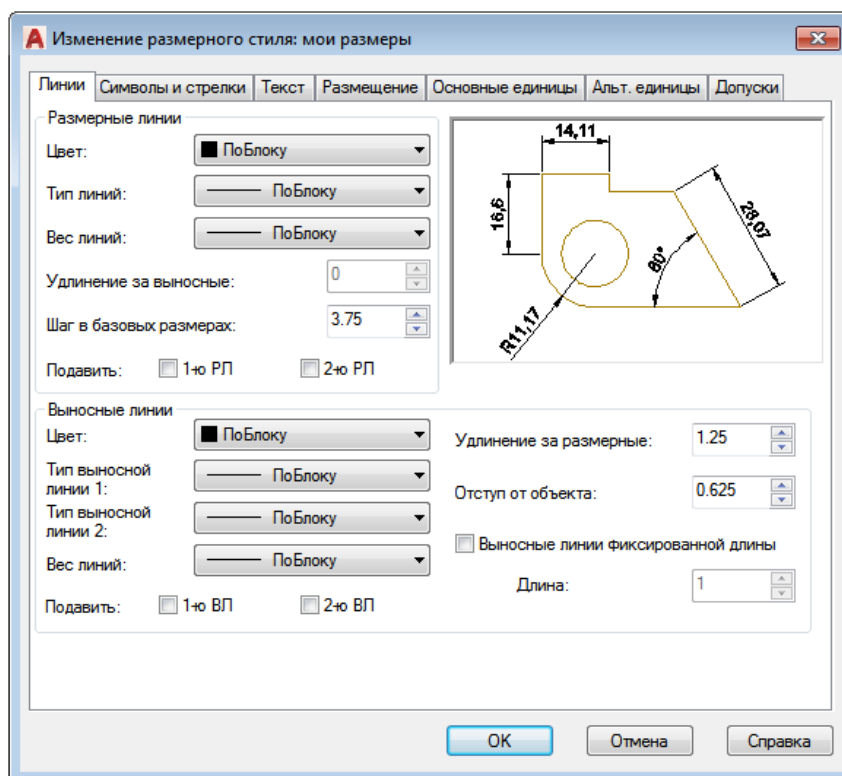 Изменение размерного стиля: мои размеры
Линии Символы и стрелки Текст Размещение Основные единицы Альт. единицы Допуски
Размерные линии
Цвет: ПоБлоку
Тип линий: ПоБлоку
Вес линий: ПоБлоку
Удлинение за выносные: 0
Шаг в базовых размерах: 3.75
Подавить: 1-ю РЛ 2-ю РЛ
14,11
16,6
28,07
60°
R11,17
Выносные линии
Цвет: ПоБлоку
Тип выносной
линии 1: ПоБлоку
Тип выносной
линии 2: ПоБлоку
Вес линий: ПоБлоку
Подавить: 1-ю ВЛ 2-ю ВЛ
Удлинение за размерные: 1.25
Отступ от объекта: 0.625
Выносные линии фиксированной длины
Длина: 1
OK Отмена Справка